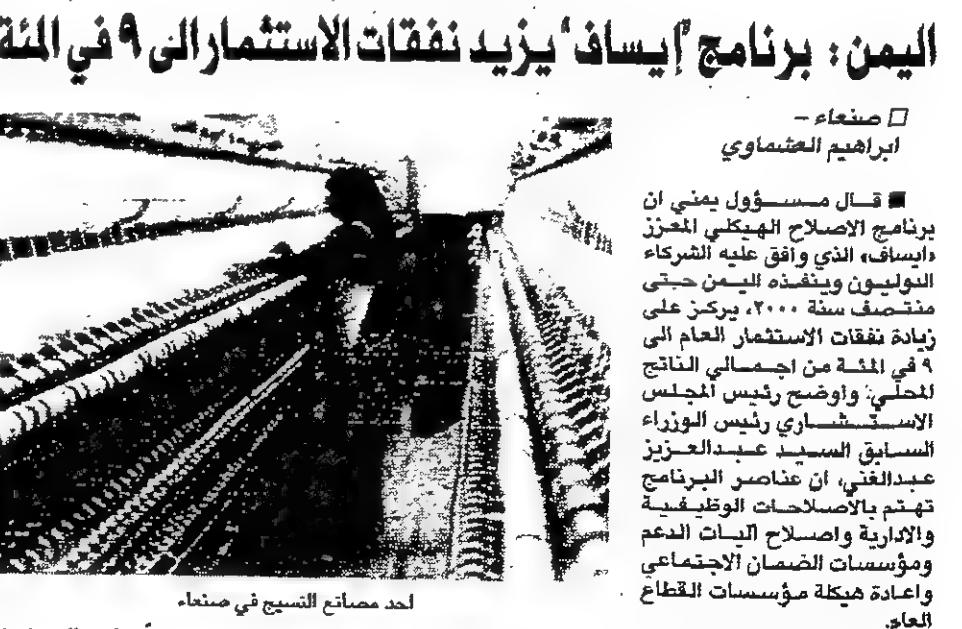 اليمن : برنامج "إيساف" يزيد نفقات الاستثمار الى ٩ في المئة
□ صنعاء –
ابراهيم العشماوي
■ قال مسؤول يمني ان
برنامج الاصلاح الهيكلي المعزز
«ايساف» الذي وافق عليه الشركاء
الدوليون وينفذه اليمن حتى
منتصف سنة ٢٠٠٠، يركز على
زيادة نفقات الاستثمار العام الى
٩ في المئة من اجمالي الناتج
المحلي. واوضح رئيس المجلس
الاستشاري رئيس الوزراء
السابق السيد عبدالعزيز
عبدالغني، ان عناصر البرنامج
تهتم بالاصلاحات الوظيفية
والادارية واصلاح آليات الدعم
ومؤسسات الضمان الاجتماعي
واعادة هيكلة مؤسسات القطاع
العام.
احد مصانع النسيج في صنعاء